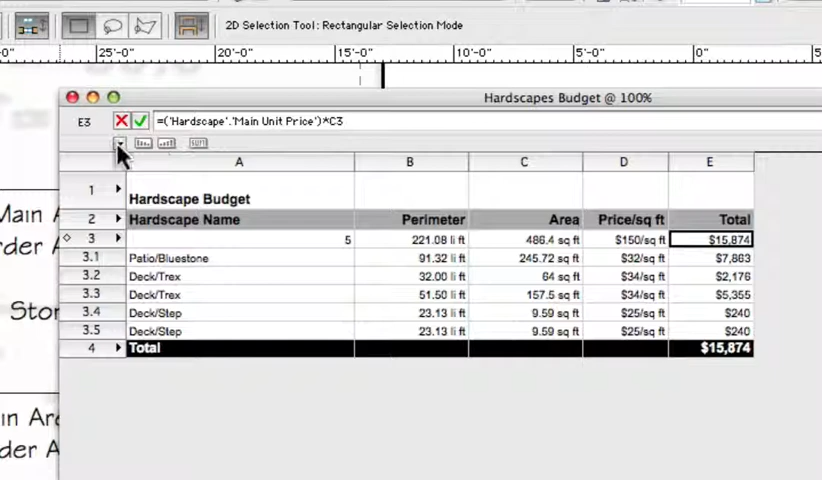 2D Selection Tool: Rectangular Selection Mode
25'-0" 20'-0" 15'-0" 10'-0" 5'-0" 0"
Hardscapes Budget @ 100%
E3 =('Hardscape'.'Main Unit Price')*C3
A B C D E
1 Hardscape Budget
2 Hardscape Name Perimeter Area Price/sq ft Total
3 5 221.08 li ft 486.4 sq ft $150/sq ft $15,874
3.1 Patio/Bluestone 91.32 li ft 245.72 sq ft $32/sq ft $7,863
3.2 Deck/Trex 32.00 li ft 64 sq ft $34/sq ft $2,176
3.3 Deck/Trex 51.50 li ft 157.5 sq ft $34/sq ft $5,355
3.4 Deck/Step 23.13 li ft 9.59 sq ft $25/sq ft $240
3.5 Deck/Step 23.13 li ft 9.59 sq ft $25/sq ft $240
4 Total $15,874
Main A
rder A
Stor
in Are
rder A